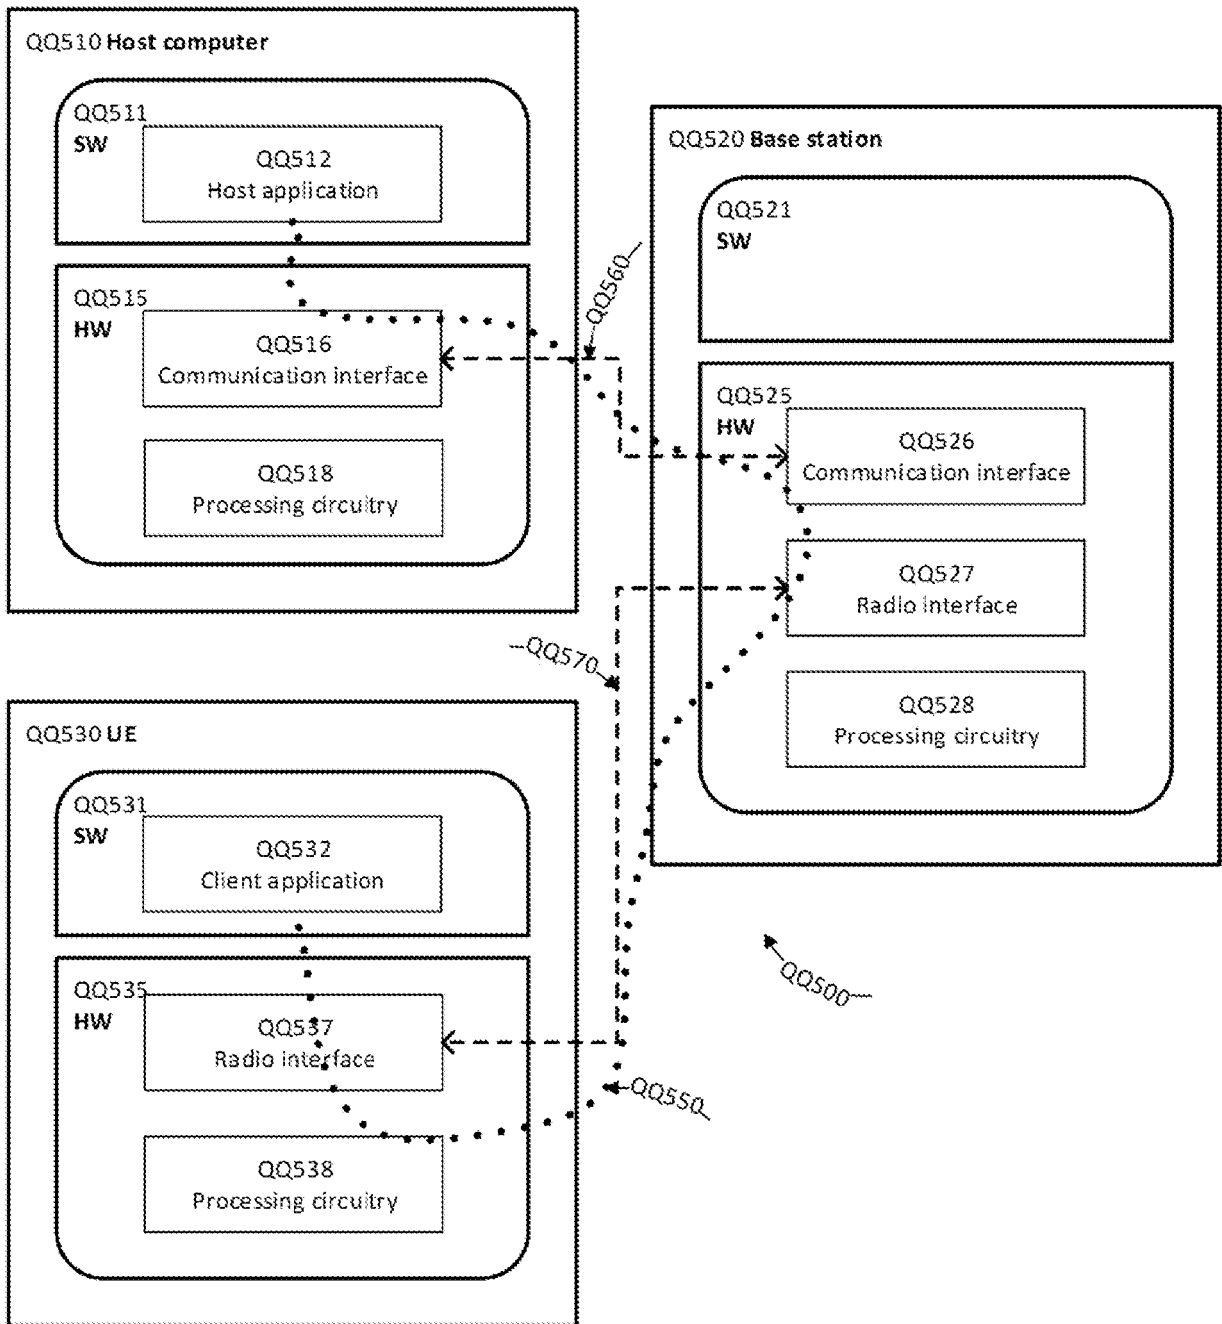 QQ510 Host computer
QQ511
SW
QQ512
Host application
QQ515
HW
QQ516
Communication interface
QQ518
Processing circuitry
QQ560
QQ520 Base station
QQ521
SW
QQ525
HW
QQ526
Communication interface
QQ527
Radio interface
QQ528
Processing circuitry
QQ570
QQ530 UE
QQ531
SW
QQ532
Client application
QQ535
HW
QQ537
Radio interface
QQ538
Processing circuitry
QQ500
QQ550